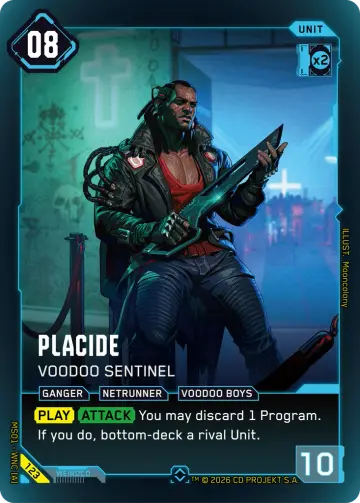 08
UNIT
x2
ILLUST. Mooncolony
PLACIDE
VOODOO SENTINEL
GANGER NETRUNNER VOODOO BOYS
PLAY ATTACK You may discard 1 Program.
If you do, bottom-deck a rival Unit.
10
123
™ © 2026 CD PROJEKT S.A.